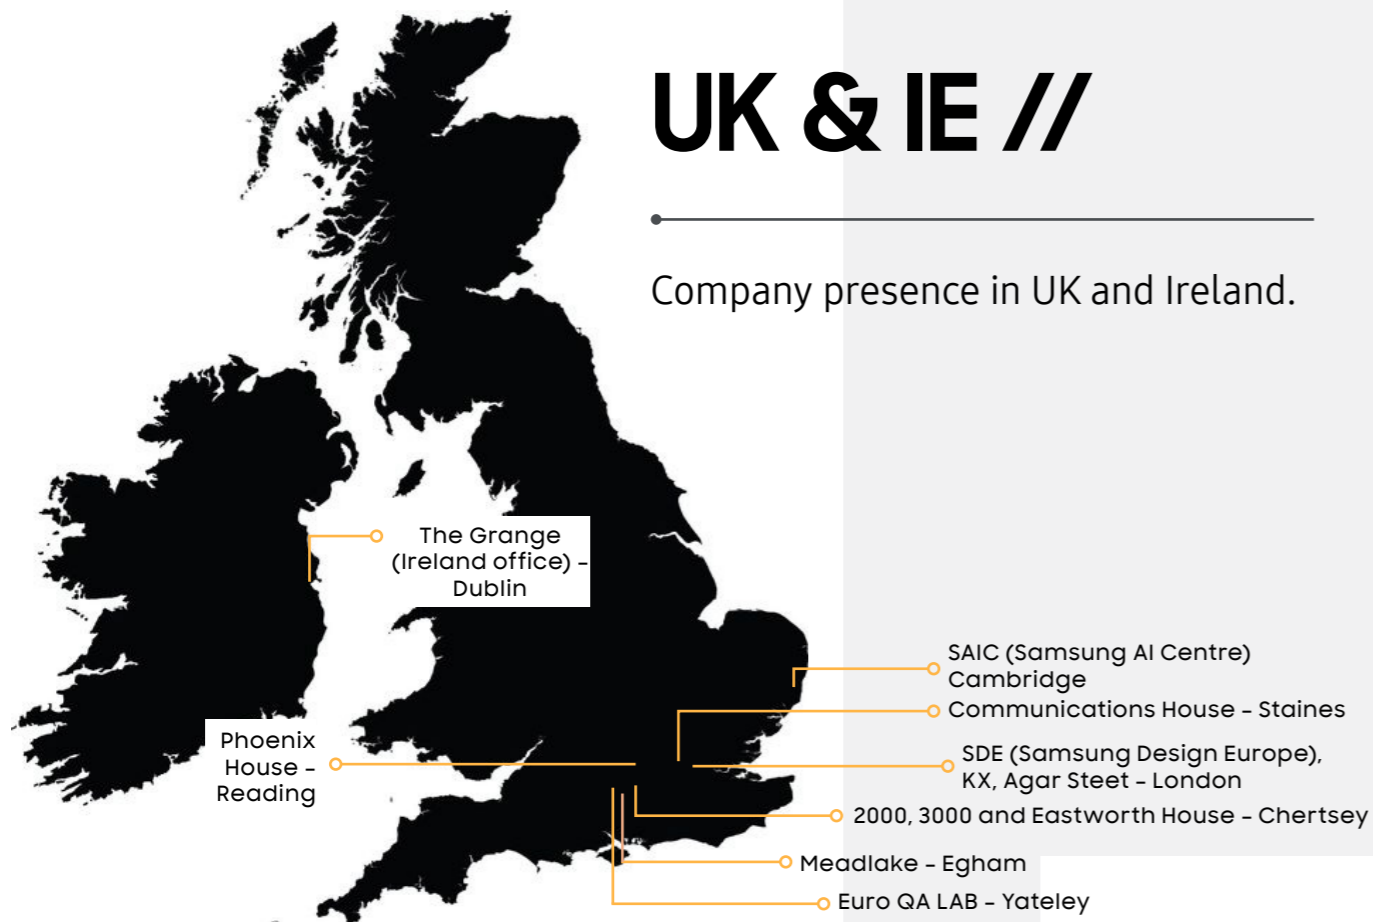 UK & IE //
Company presence in UK and Ireland.
The Grange
(Ireland office) –
Dublin
SAIC (Samsung AI Centre)
Cambridge
Communications House – Staines
Phoenix
House –
Reading
SDE (Samsung Design Europe),
KX, Agar Steet – London
2000, 3000 and Eastworth House – Chertsey
Meadlake – Egham
Euro QA LAB – Yateley